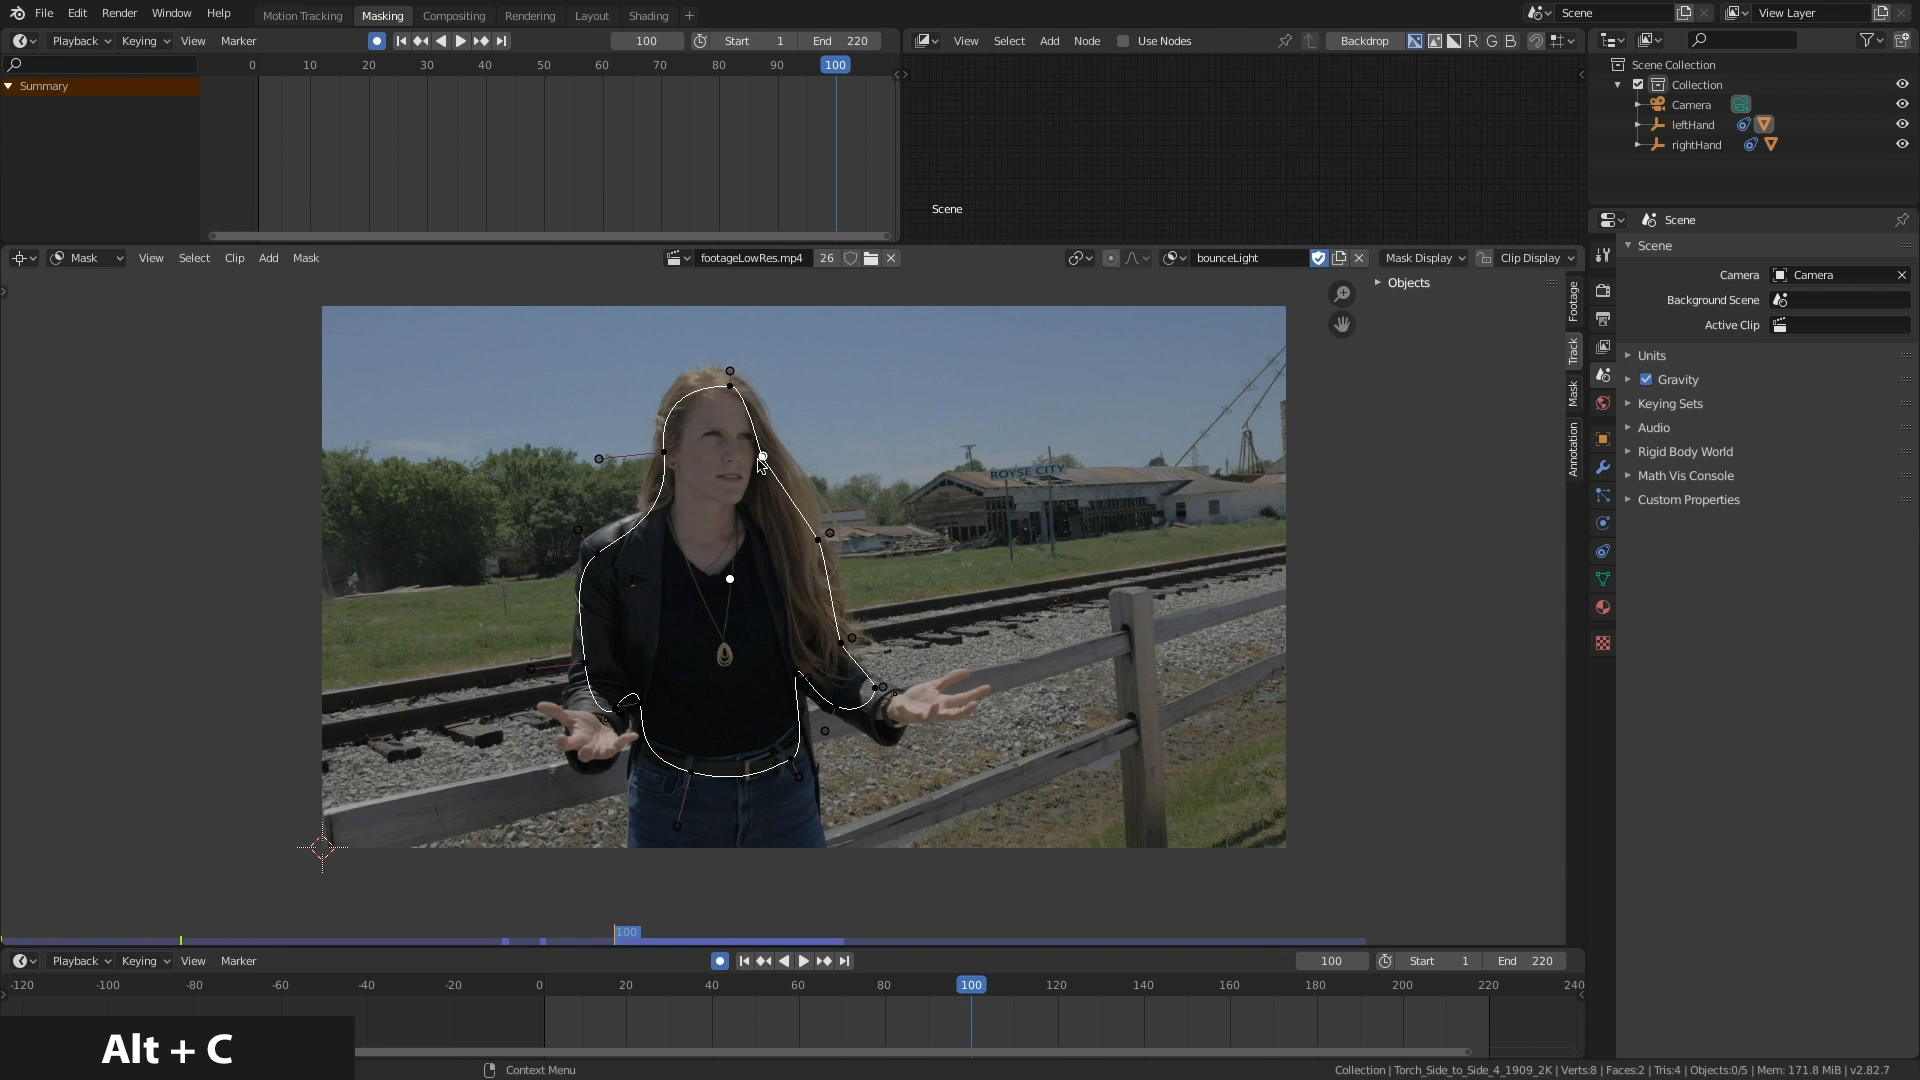 File Edit Render Window Help Motion Tracking Masking Compositing Rendering Layout Shading + Scene View Layer
Playback Keying View Marker 100 Start 1 End 220 View Select Add Node Use Nodes Backdrop R G B
0 10 20 30 40 50 60 70 80 90 100
Scene Collection
Summary
Collection
Camera
leftHand
rightHand
Scene
Scene
Scene
Mask View Select Clip Add Mask footageLowRes.mp4 26 bounceLight Mask Display Clip Display
Objects
Camera Camera
Background Scene
Active Clip
Footage
Track
Mask
Annotation
Units
Gravity
Keying Sets
Audio
Rigid Body World
Math Vis Console
Custom Properties
ROYSE CITY
100
Playback Keying View Marker 100 Start 1 End 220
-120 -100 -80 -60 -40 -20 0 20 40 60 80 100 120 140 160 180 200 220 240
Alt + C
Context Menu
Collection | Torch_Side_to_Side_4_1909_2K | Verts:8 | Faces:2 | Tris:4 | Objects:0/5 | Mem: 171.8 MiB | v2.82.7